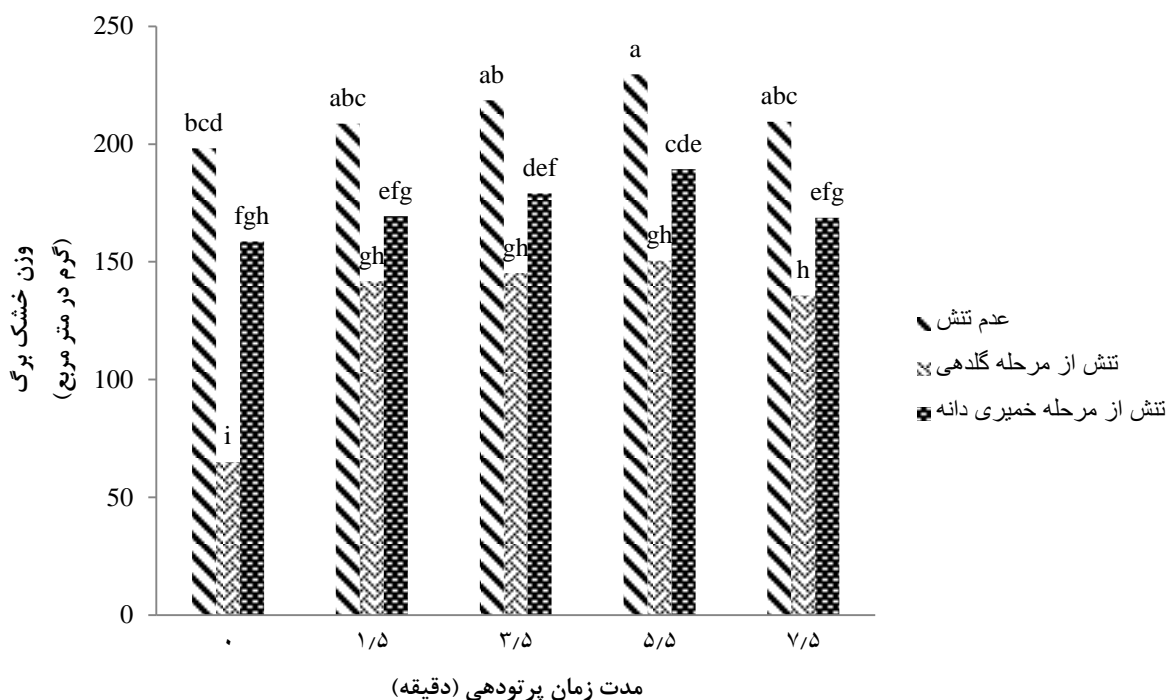 250
200
150
100
50
0
وزن خشک برگ
(گرم در متر مربع)
bcd
i
fgh
abc
gh
efg
ab
gh
def
a
gh
cde
abc
h
efg
۰
۱/۵
۳/۵
۵/۵
۷/۵
مدت زمان پرتودهی (دقیقه)
عدم تنش
تنش از مرحله گلدهی
تنش از مرحله خمیری دانه